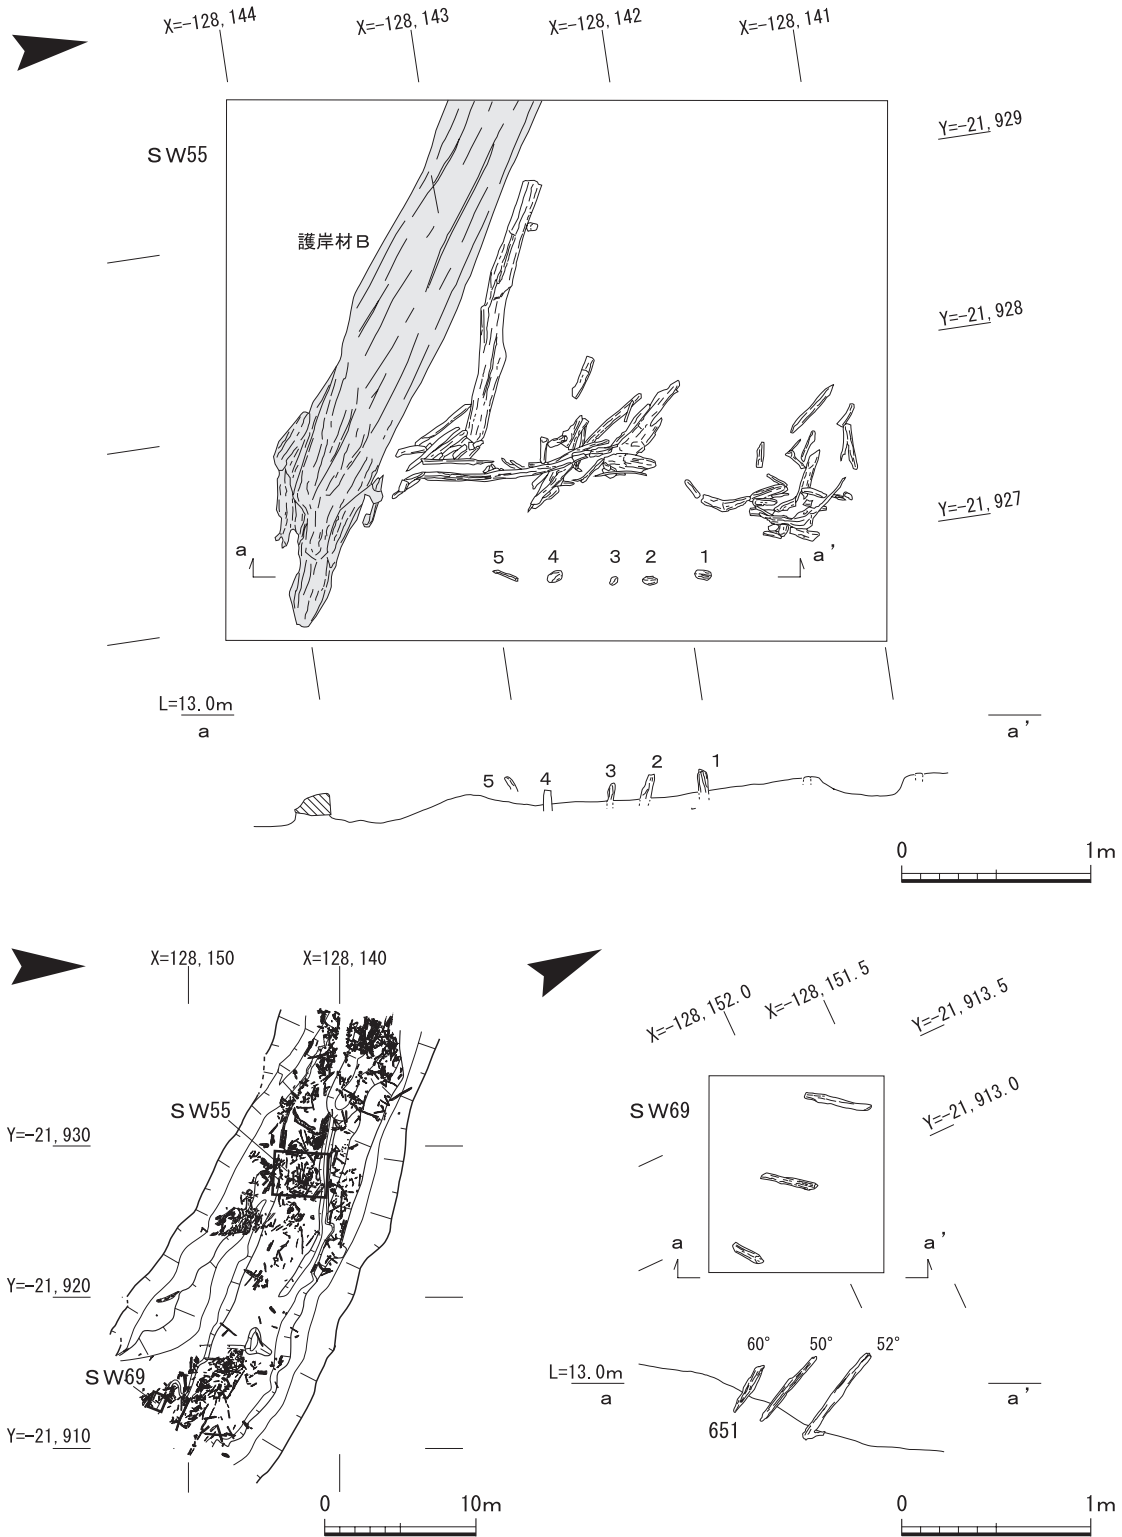 X=-128, 144
X=-128, 143
X=-128, 142
X=-128, 141
Y=-21, 929
SW55
護岸材B
Y=-21, 928
Y=-21, 927
a
a'
5 4 3 2 1
L=13.0m
a
a'
5 4 3 2 1
0 1m
X=128, 150
X=128, 140
SW55
Y=-21, 930
Y=-21, 920
SW69
Y=-21, 910
0 10m
X=-128, 152.0
X=-128, 151.5
Y=-21, 913.5
SW69
Y=-21, 913.0
a
a'
60° 50° 52°
L=13.0m
a
a'
651
0 1m